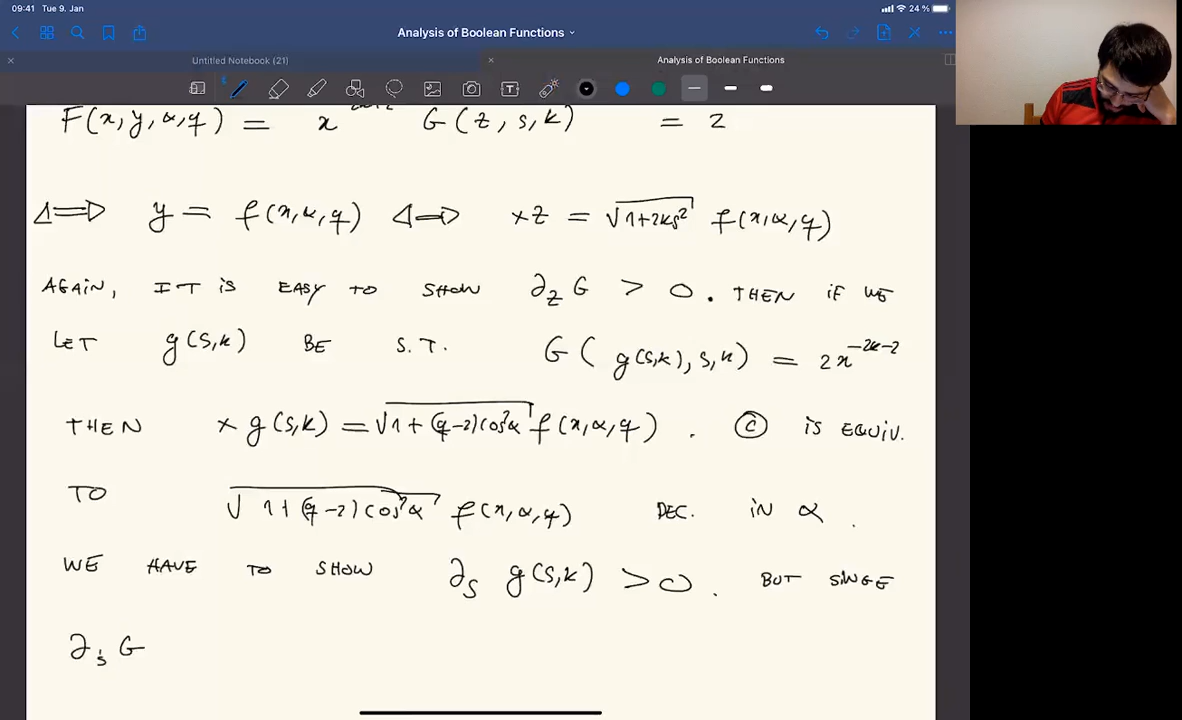 09:41 Tue 9. Jan
24 %
Analysis of Boolean Functions
Untitled Notebook (21)
Analysis of Boolean Functions
F(x,y,α,q) = x G(z,s,k) = 2
⟺ y = f(x,α,q) ⟺ xz = √(1+2ks²) f(x,α,q)
AGAIN, IT IS EASY TO SHOW ∂_z G > 0. THEN IF WE
LET g(s,k) BE S.T. G(g(s,k),s,k) = 2x^(-2k-2)
THEN x g(s,k) = √(1+(q-2)cos²α) f(x,α,q). Ⓒ IS EQUIV.
TO √(1+(q-2)cos²α) f(x,α,q) DEC. IN α.
WE HAVE TO SHOW ∂_s g(s,k) > 0. BUT SINCE
∂_s G